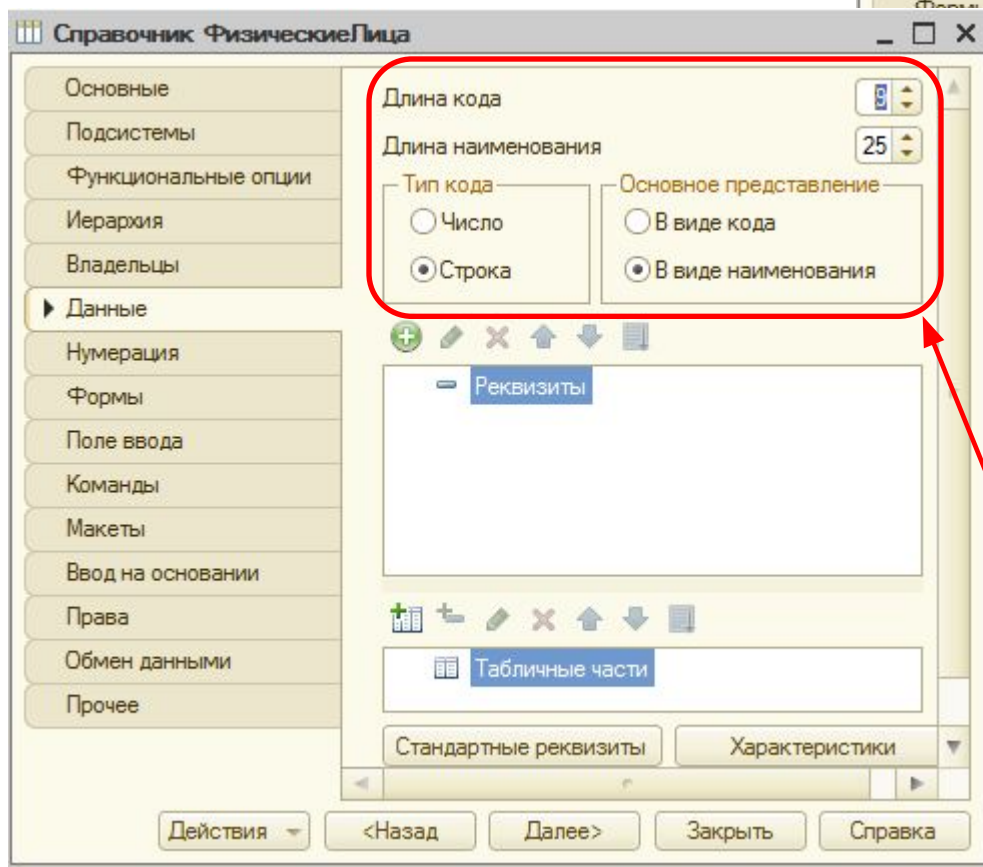 Справочник ФизическиеЛица
Основные
Подсистемы
Функциональные опции
Иерархия
Владельцы
Данные
Нумерация
Формы
Поле ввода
Команды
Макеты
Ввод на основании
Права
Обмен данными
Прочее
Длина кода 9
Длина наименования 25
Тип кода Основное представление
Число В виде кода
Строка В виде наименования
Реквизиты
Табличные части
Стандартные реквизиты Характеристики
Действия <Назад Далее> Закрыть Справка